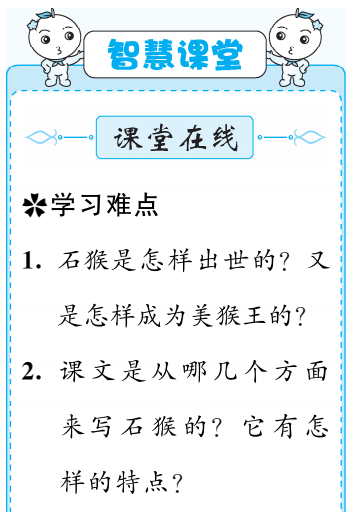 智慧课堂
课堂在线
✲学习难点
1. 石猴是怎样出世的？又
是怎样成为美猴王的？
2. 课文是从哪几个方面
来写石猴的？它有怎
样的特点？